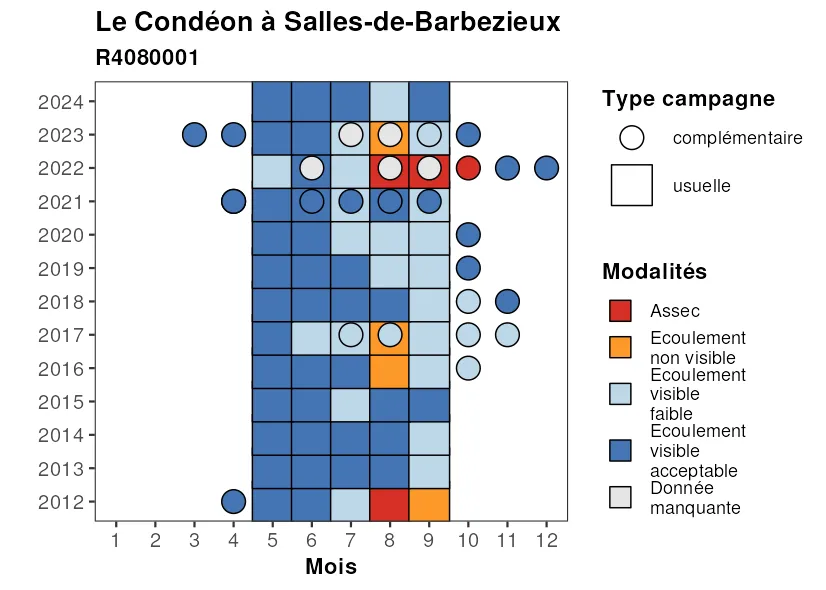 Le Condéon à Salles-de-Barbezieux
R4080001
2024
2023
2022
2021
2020
2019
2018
2017
2016
2015
2014
2013
2012
1 2 3 4 5 6 7 8 9 10 11 12
Mois
Type campagne
complémentaire
usuelle
Modalités
Assec
Ecoulement
non visible
Ecoulement
visible
faible
Ecoulement
visible
acceptable
Donnée
manquante